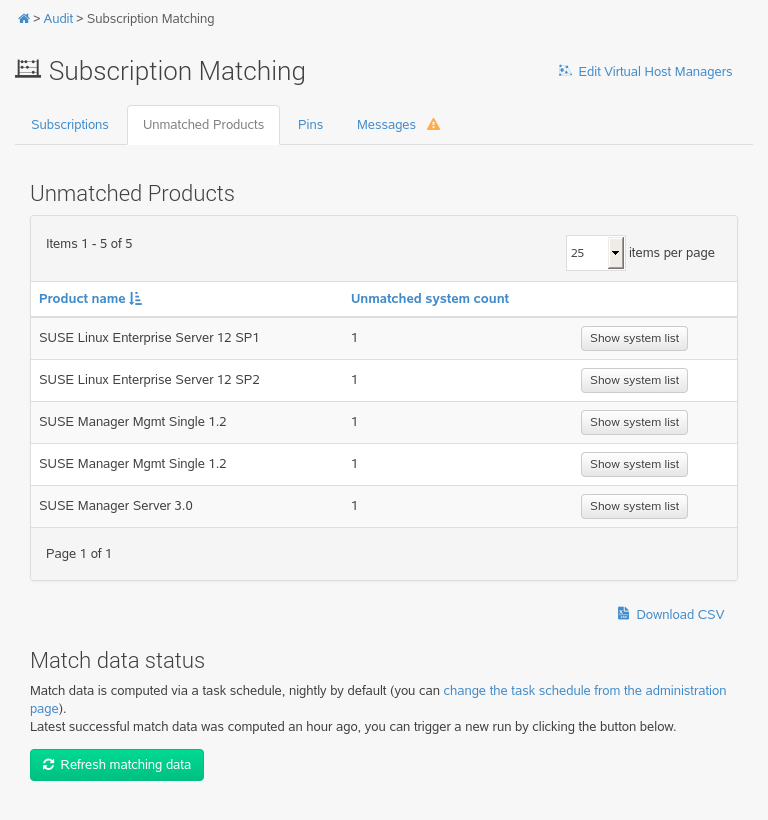 > Audit > Subscription Matching
Subscription Matching
Edit Virtual Host Managers
Subscriptions Unmatched Products Pins Messages
Unmatched Products
Items 1 - 5 of 5
25 items per page
Product name Unmatched system count
SUSE Linux Enterprise Server 12 SP1 1 Show system list
SUSE Linux Enterprise Server 12 SP2 1 Show system list
SUSE Manager Mgmt Single 1.2 1 Show system list
SUSE Manager Mgmt Single 1.2 1 Show system list
SUSE Manager Server 3.0 1 Show system list
Page 1 of 1
Download CSV
Match data status
Match data is computed via a task schedule, nightly by default (you can change the task schedule from the administration
page).
Latest successful match data was computed an hour ago, you can trigger a new run by clicking the button below.
Refresh matching data